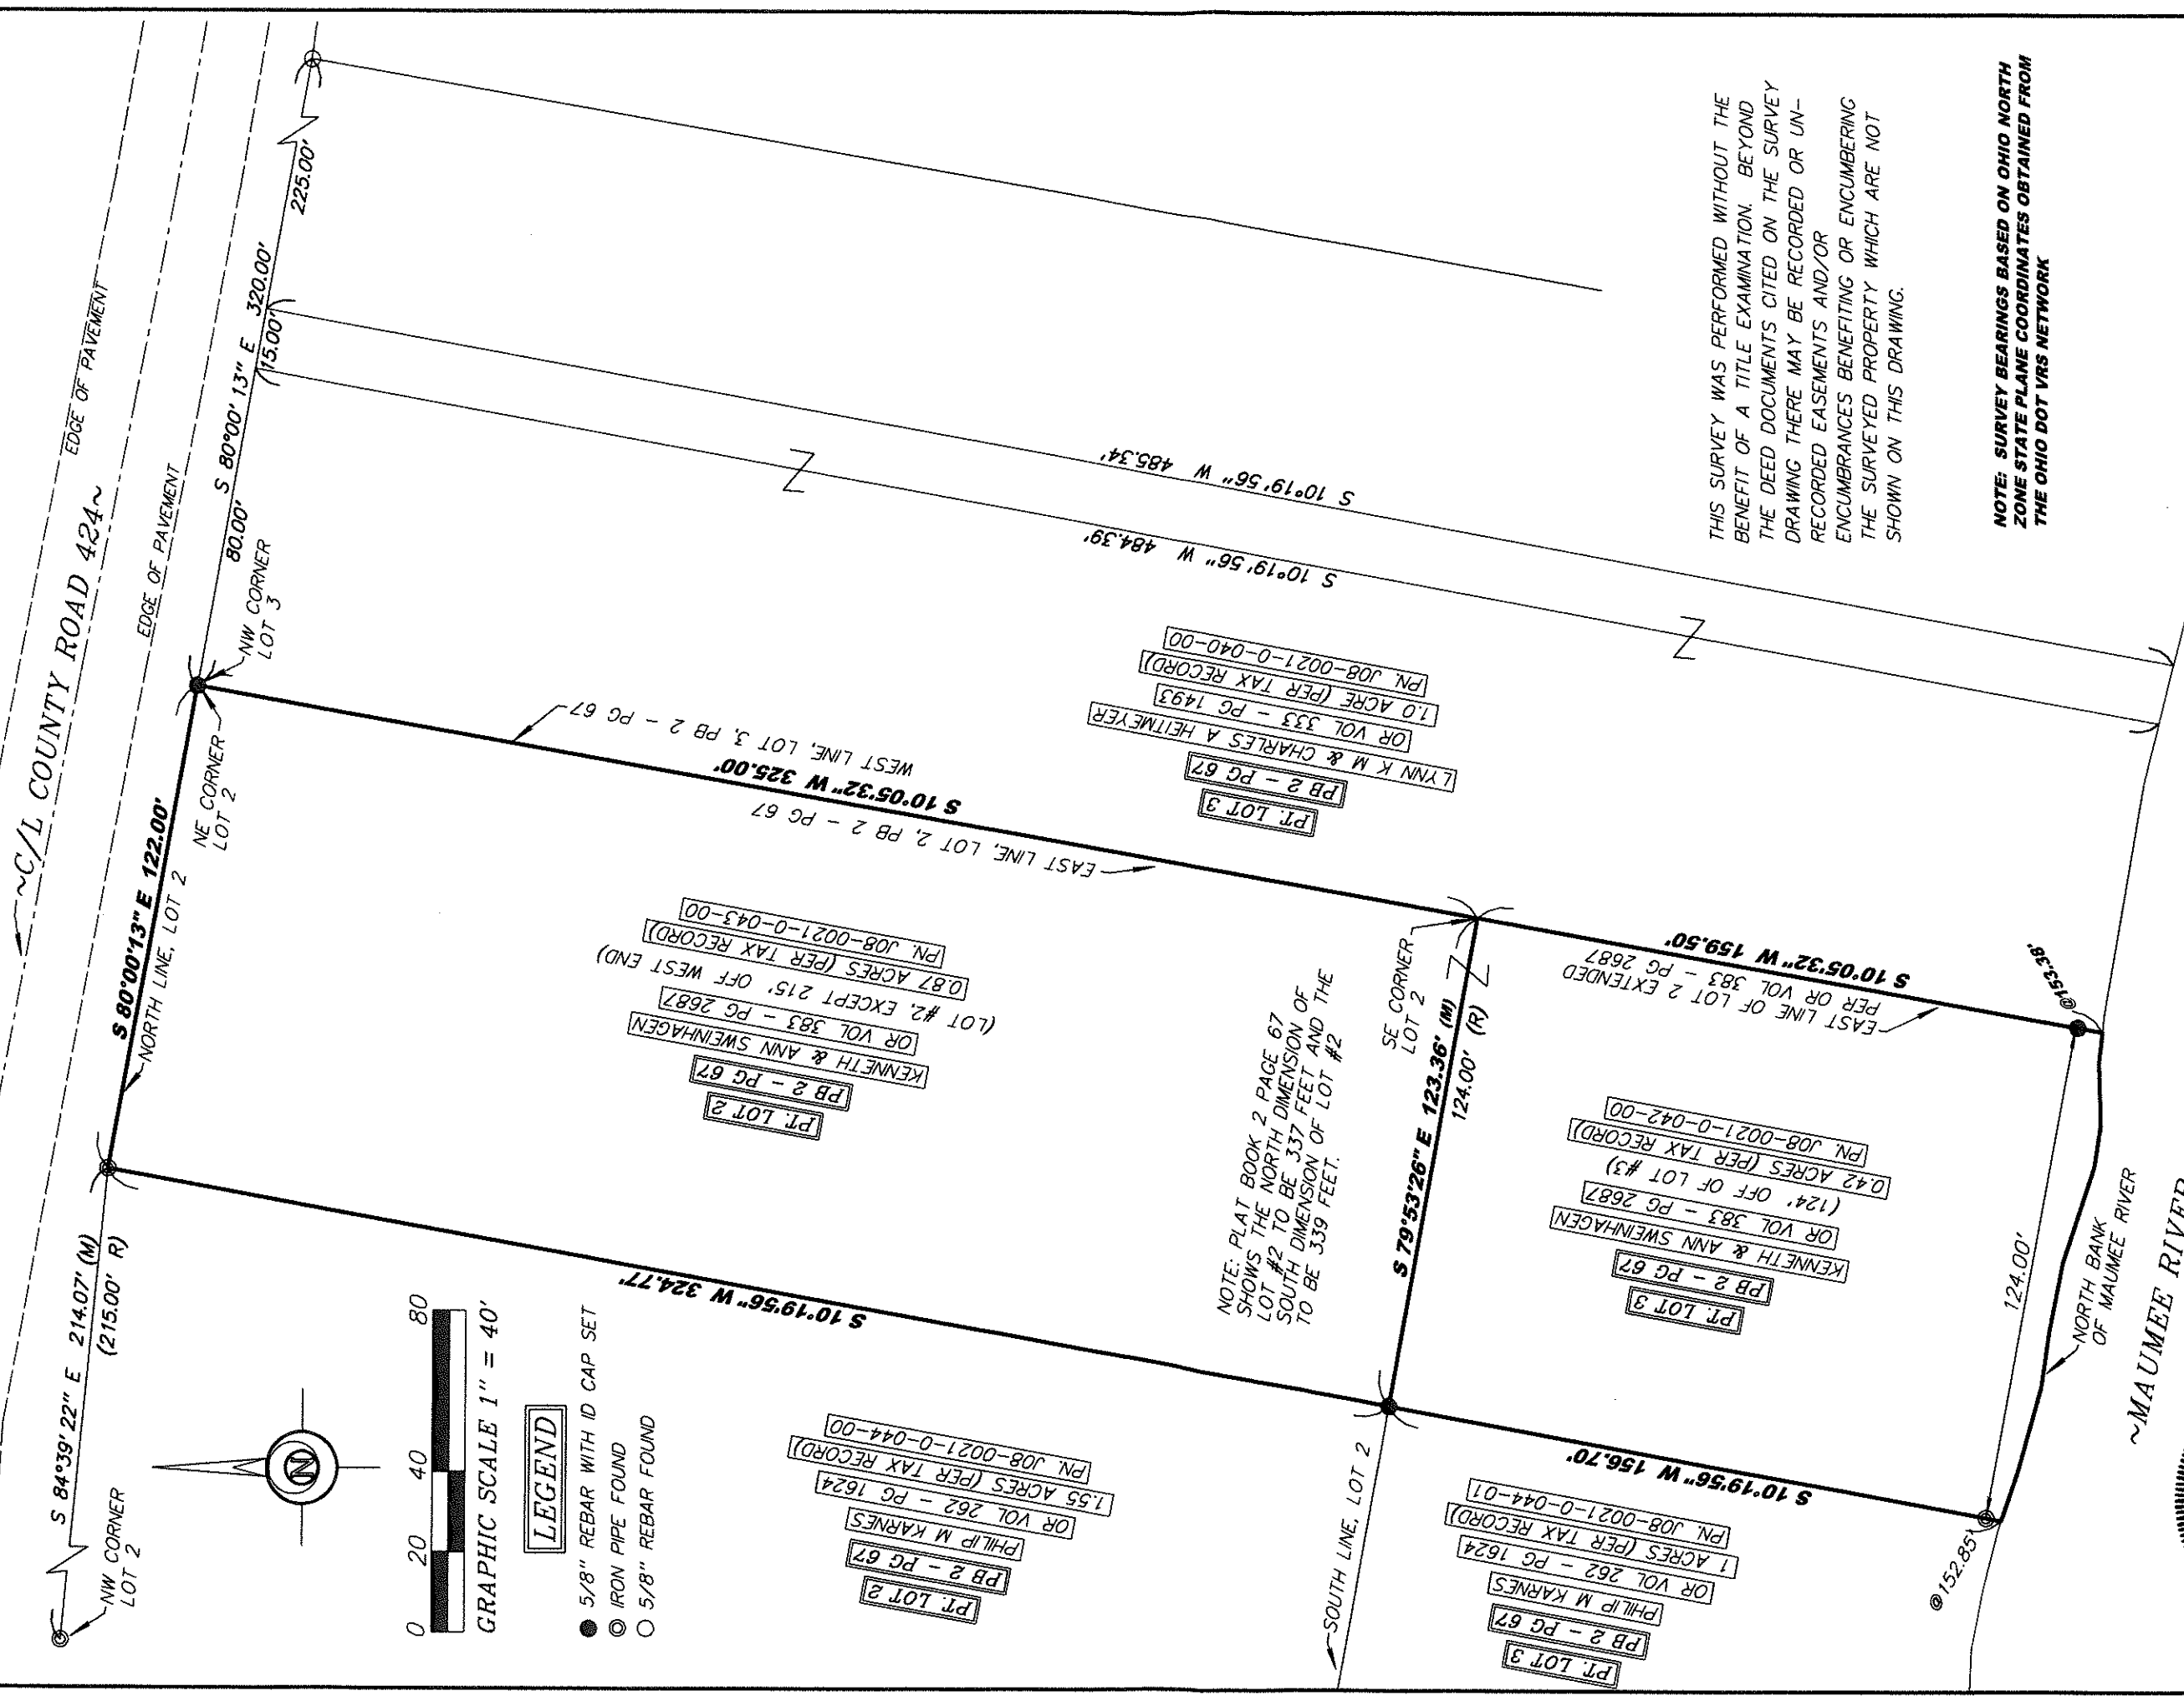 ~C/L COUNTY ROAD 424~
EDGE OF PAVEMENT
EDGE OF PAVEMENT
S 84°39'22" E 214.07' (M)
(215.00' R)
NW CORNER
LOT 2
S 80°00'13" E 122.00'
NORTH LINE, LOT 2
NE CORNER
LOT 2
NW CORNER
LOT 3
80.00'
S 80°00'13" E 320.00'
15.00'
225.00'
N
0 20 40 80
GRAPHIC SCALE 1" = 40'
LEGEND
5/8" REBAR WITH ID CAP SET
IRON PIPE FOUND
5/8" REBAR FOUND
S 10°19'56" W 324.77'
PT. LOT 2
PB 2 - PG 67
KENNETH & ANN SWEINHAGEN
OR VOL 383 - PG 2687
(LOT #2, EXCEPT 215' OFF WEST END)
0.87 ACRES (PER TAX RECORD)
PN. J08-0021-0-043-00
EAST LINE, LOT 2, PB 2 - PG 67
S 10°05'32" W 325.00'
WEST LINE, LOT 3, PB 2 - PG 67
PT. LOT 3
PB 2 - PG 67
LYNN K M & CHARLES A HEITMEYER
OR VOL 333 - PG 1493
1.0 ACRE (PER TAX RECORD)
PN. J08-0021-0-040-00
S 10°19'56" W 484.39'
S 10°19'56" W 485.34'
PT. LOT 2
PB 2 - PG 67
PHILIP M KARNES
OR VOL 262 - PG 1624
1.55 ACRES (PER TAX RECORD)
PN. J08-0021-0-044-00
NOTE: PLAT BOOK 2 PAGE 67
SHOWS THE NORTH DIMENSION OF
LOT #2 TO BE 337 FEET AND THE
SOUTH DIMENSION OF LOT #2
TO BE 339 FEET.
SE CORNER
LOT 2
S 79°53'26" E 123.36' (M)
124.00' (R)
SOUTH LINE, LOT 2
PT. LOT 3
PB 2 - PG 67
PHILIP M KARNES
OR VOL 262 - PG 1624
1 ACRES (PER TAX RECORD)
PN. J08-0021-0-044-01
S 10°19'56" W 156.70'
PT. LOT 3
PB 2 - PG 67
KENNETH & ANN SWEINHAGEN
OR VOL 383 - PG 2687
(124' OFF OF LOT #3)
0.42 ACRES (PER TAX RECORD)
PN. J08-0021-0-042-00
EAST LINE OF LOT 2 EXTENDED
PER OR VOL 383 - PG 2687
S 10°05'32" W 159.50'
@153.38'
@152.85'
124.00'
NORTH BANK
OF MAUMEE RIVER
~MAUMEE RIVER
THIS SURVEY WAS PERFORMED WITHOUT THE
BENEFIT OF A TITLE EXAMINATION. BEYOND
THE DEED DOCUMENTS CITED ON THE SURVEY
DRAWING THERE MAY BE RECORDED OR UN-
RECORDED EASEMENTS AND/OR
ENCUMBRANCES BENEFITING OR ENCUMBERING
THE SURVEYED PROPERTY WHICH ARE NOT
SHOWN ON THIS DRAWING.
NOTE: SURVEY BEARINGS BASED ON OHIO NORTH
ZONE STATE PLANE COORDINATES OBTAINED FROM
THE OHIO DOT VRS NETWORK